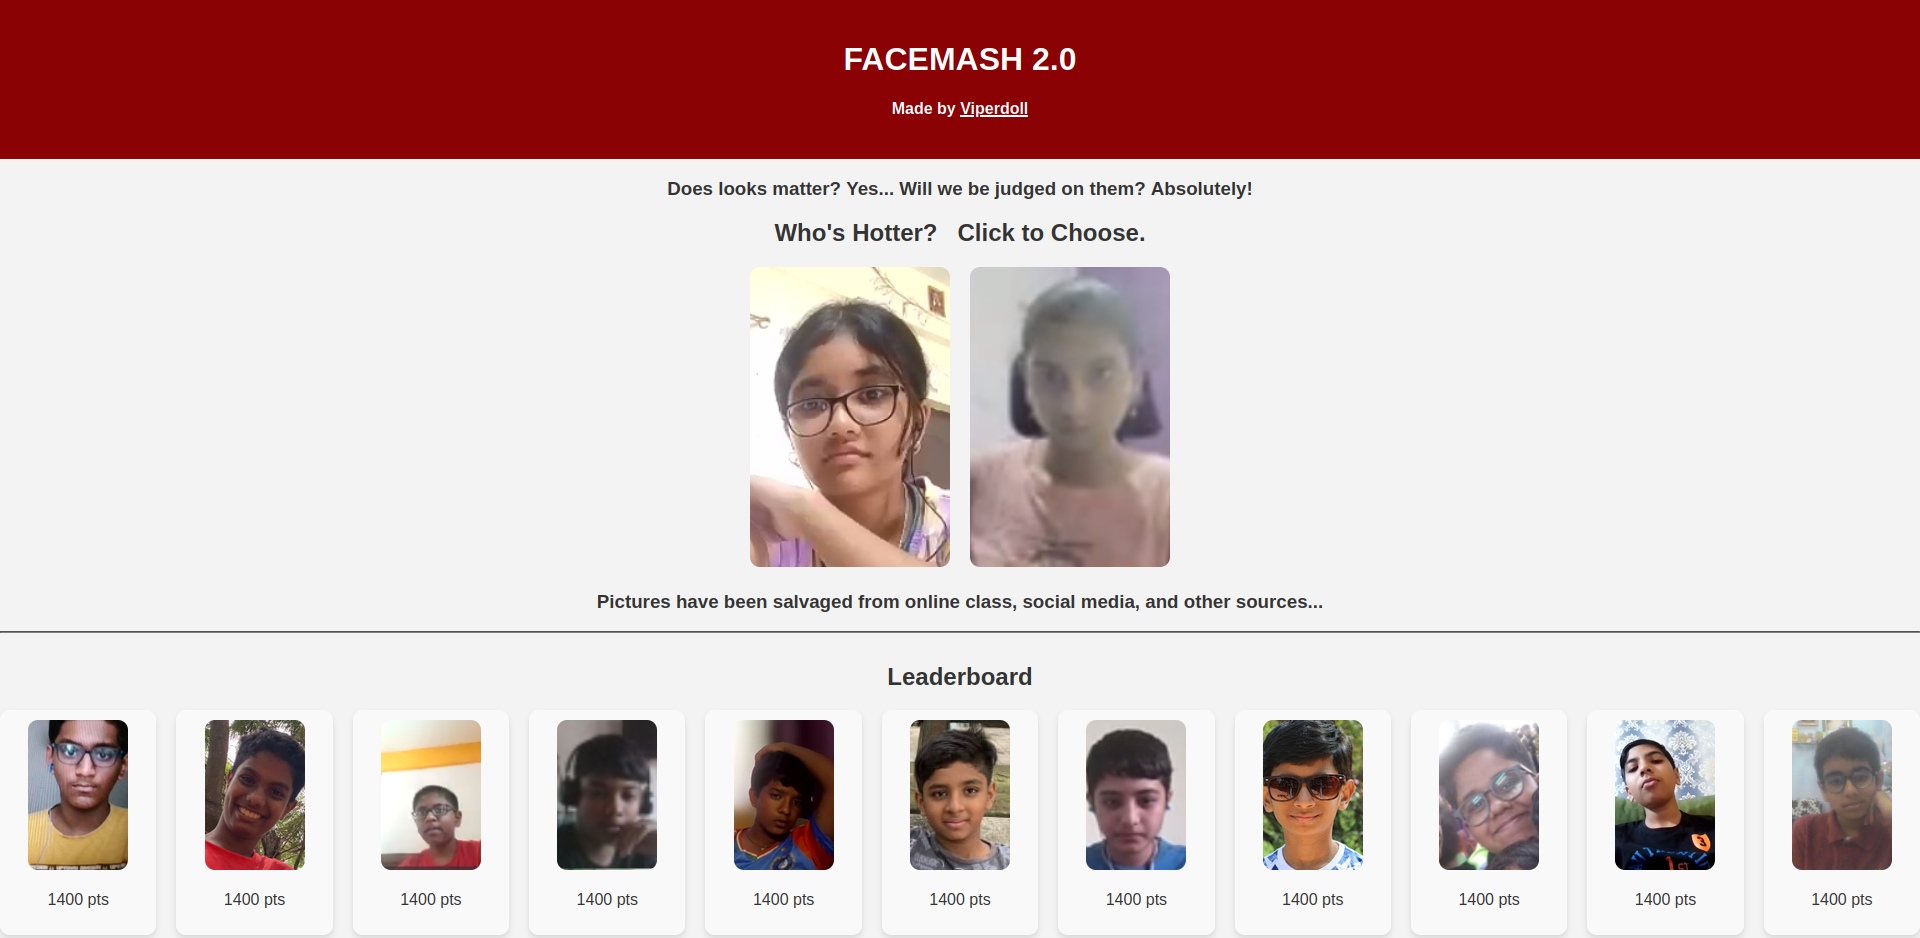 FACEMASH 2.0
Made by Viperdoll
Does looks matter? Yes... Will we be judged on them? Absolutely!
Who's Hotter? Click to Choose.
Pictures have been salvaged from online class, social media, and other sources...
Leaderboard
1400 pts 1400 pts 1400 pts 1400 pts 1400 pts 1400 pts 1400 pts 1400 pts 1400 pts 1400 pts 1400 pts